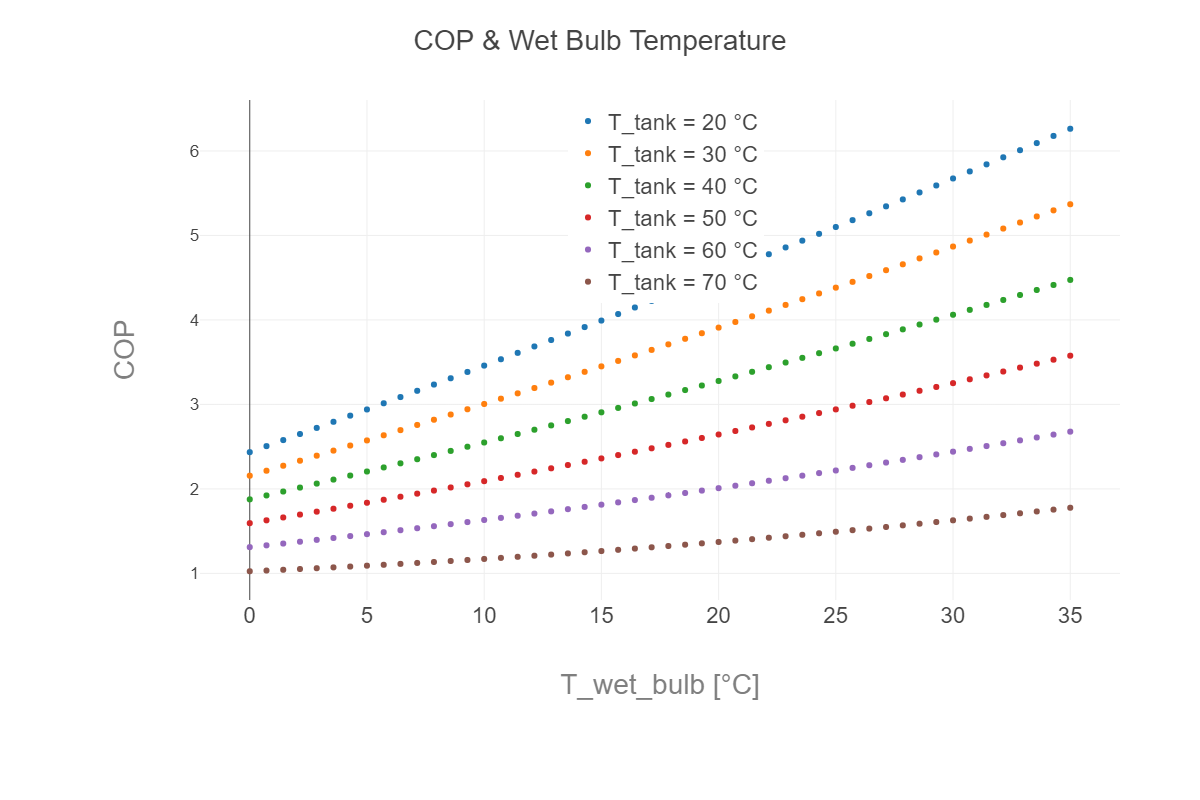 COP & Wet Bulb Temperature
T_tank = 20 °C
T_tank = 30 °C
T_tank = 40 °C
T_tank = 50 °C
T_tank = 60 °C
T_tank = 70 °C
6
5
4
3
2
1
COP
0 5 10 15 20 25 30 35
T_wet_bulb [°C]